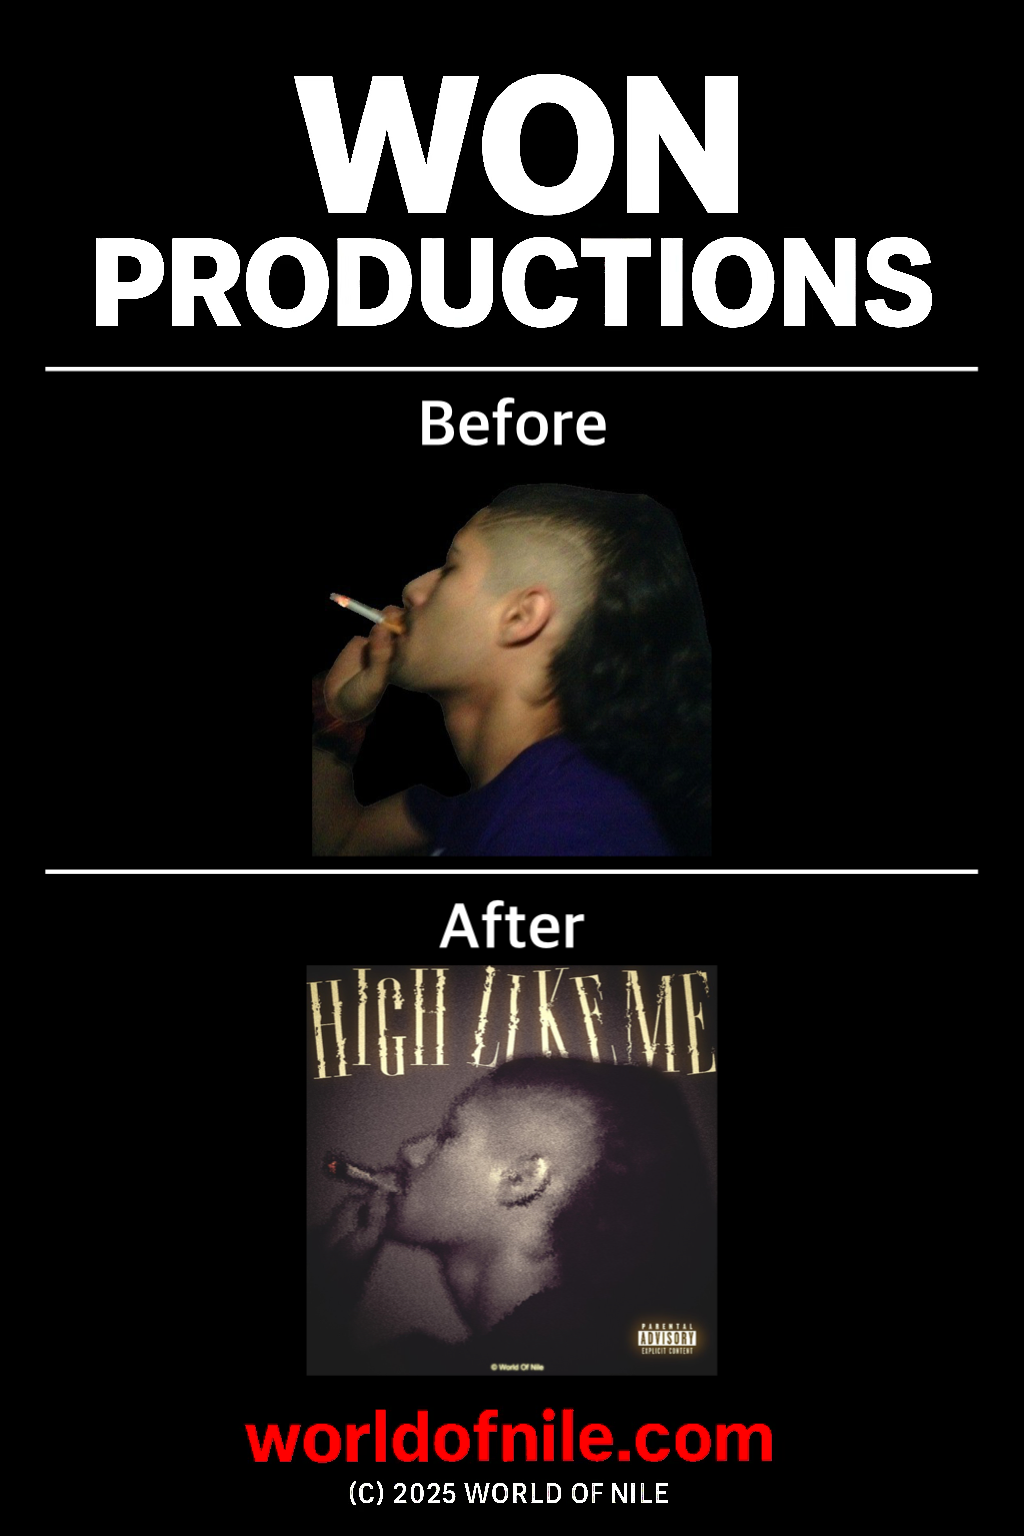 WON
PRODUCTIONS
Before
After
HIGH LIKE ME
PARENTAL
ADVISORY
EXPLICIT CONTENT
© World Of Nile
worldofnile.com
(C) 2025 WORLD OF NILE